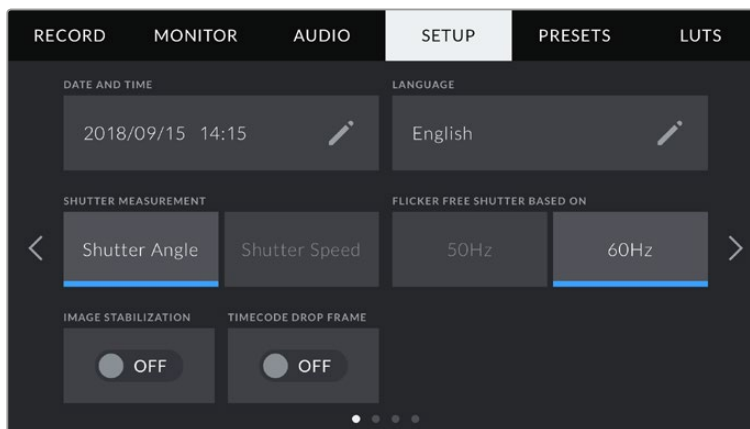 RECORD MONITOR AUDIO SETUP PRESETS LUTS
DATE AND TIME LANGUAGE
2018/09/15 14:15 English
SHUTTER MEASUREMENT FLICKER FREE SHUTTER BASED ON
Shutter Angle Shutter Speed 50Hz 60Hz
IMAGE STABILIZATION TIMECODE DROP FRAME
OFF OFF